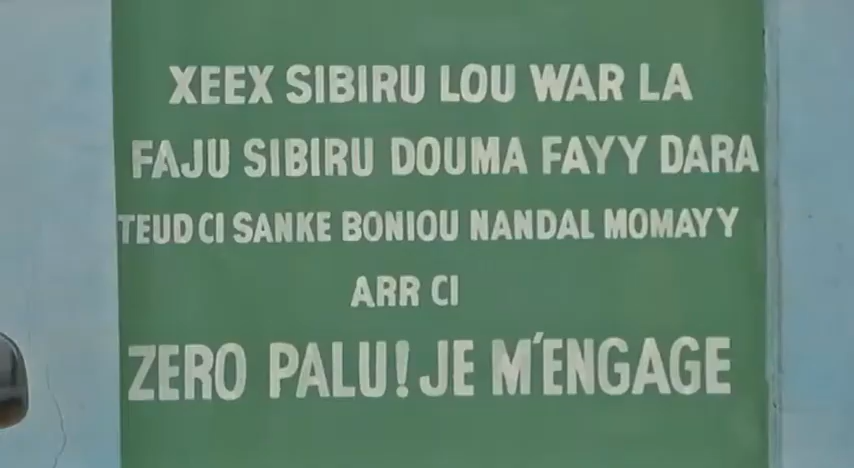 XEEX SIBIRU LOU WAR LA
FAJU SIBIRU DOUMA FAYY DARA
TEUD CI SANKE BONIOU NANDAL MOMAYY
ARR CI
ZERO PALU! JE M'ENGAGE